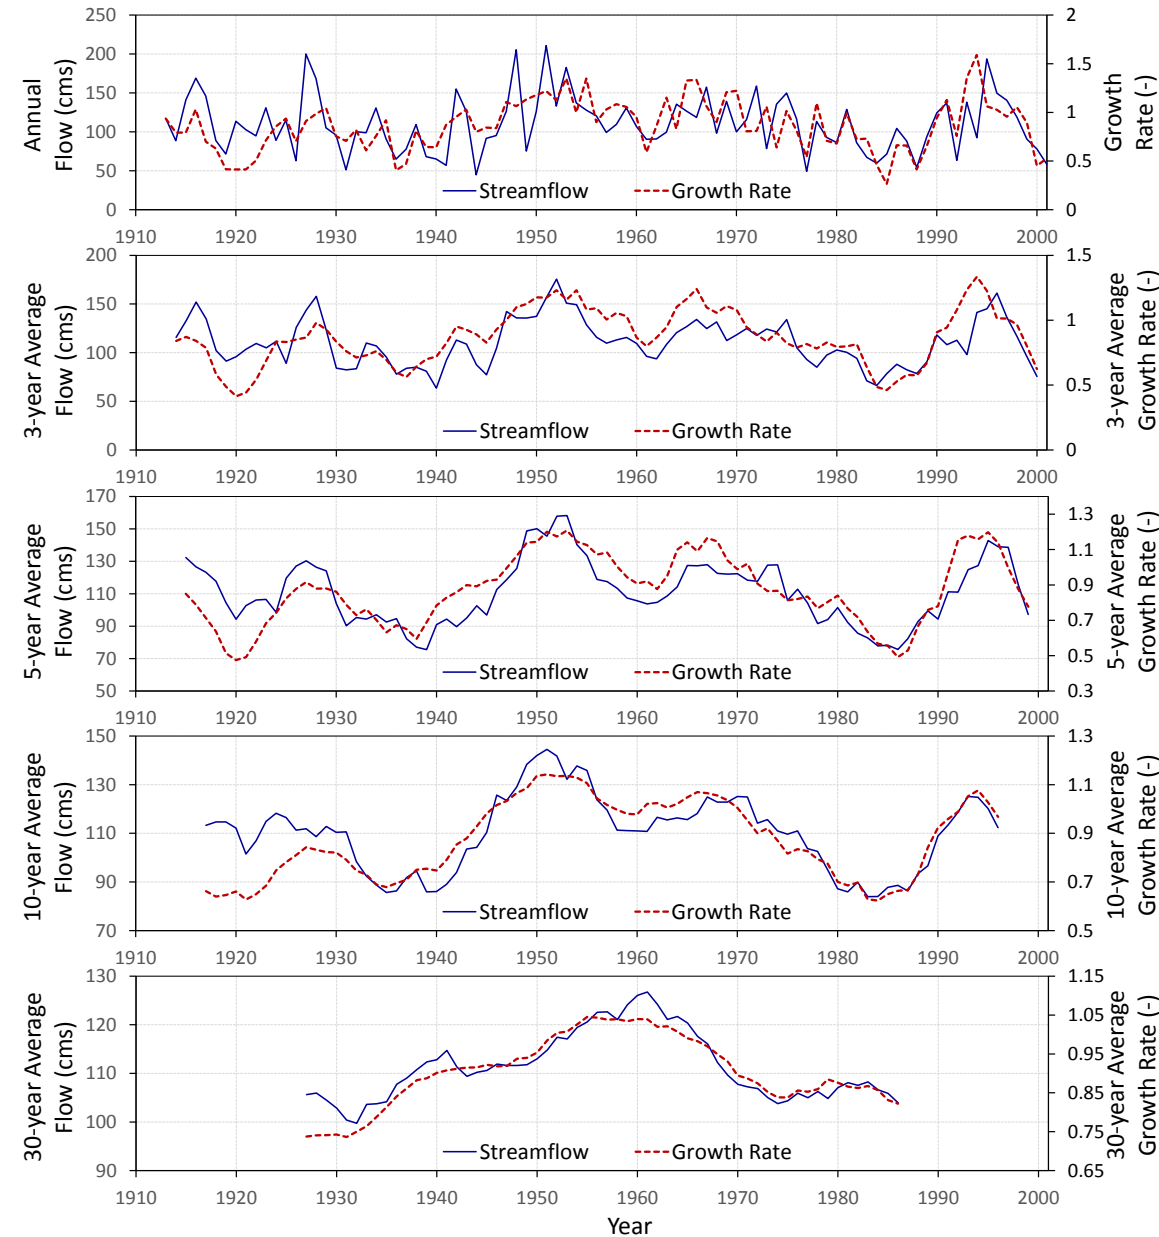 250
200
150
100
50
0
2
1.5
1
0.5
0
Annual
Flow (cms)
Growth
Rate (-)
Streamflow
Growth Rate
1910 1920 1930 1940 1950 1960 1970 1980 1990 2000
200
150
100
50
0
1.5
1
0.5
0
3-year Average
Flow (cms)
3-year Average
Growth Rate (-)
Streamflow
Growth Rate
1910 1920 1930 1940 1950 1960 1970 1980 1990 2000
170
150
130
110
90
70
50
1.3
1.1
0.9
0.7
0.5
0.3
5-year Average
Flow (cms)
5-year Average
Growth Rate (-)
Streamflow
Growth Rate
1910 1920 1930 1940 1950 1960 1970 1980 1990 2000
150
130
110
90
70
1.3
1.1
0.9
0.7
0.5
10-year Average
Flow (cms)
10-year Average
Growth Rate (-)
Streamflow
Growth Rate
1910 1920 1930 1940 1950 1960 1970 1980 1990 2000
130
120
110
100
90
1.15
1.05
0.95
0.85
0.75
0.65
30-year Average
Flow (cms)
30-year Average
Growth Rate (-)
Streamflow
Growth Rate
1910 1920 1930 1940 1950 1960 1970 1980 1990 2000
Year